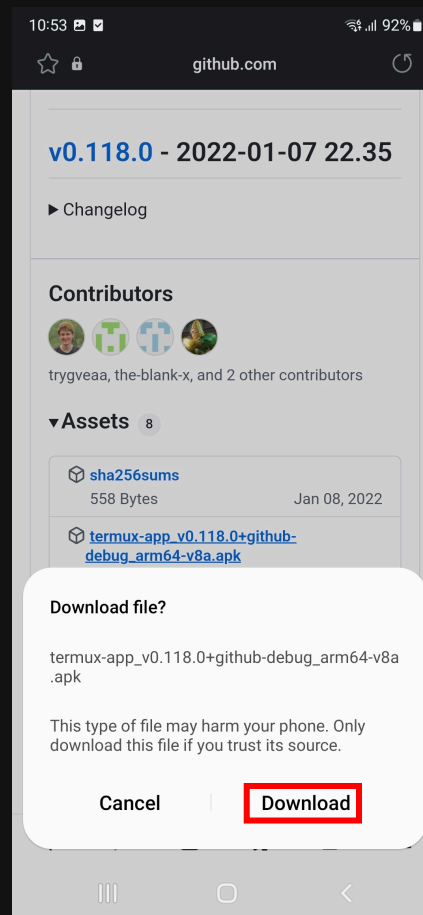 10:53 92%
github.com
v0.118.0 - 2022-01-07 22.35
Changelog
Contributors
trygveaa, the-blank-x, and 2 other contributors
Assets 8
sha256sums
558 Bytes Jan 08, 2022
termux-app_v0.118.0+github-
debug_arm64-v8a.apk
Download file?
termux-app_v0.118.0+github-debug_arm64-v8a
.apk
This type of file may harm your phone. Only
download this file if you trust its source.
Cancel Download